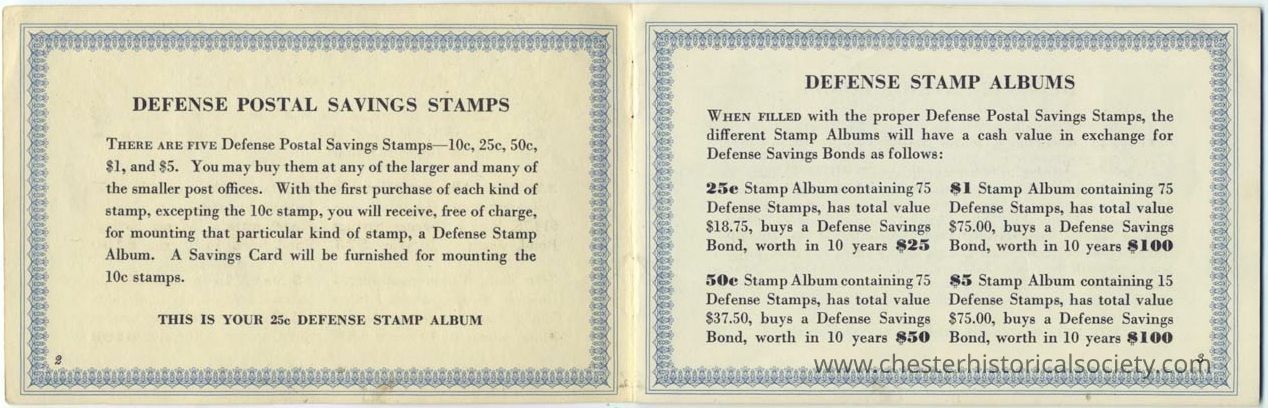 DEFENSE POSTAL SAVINGS STAMPS
THERE ARE FIVE Defense Postal Savings Stamps—10c, 25c, 50c,
$1, and $5. You may buy them at any of the larger and many of
the smaller post offices. With the first purchase of each kind of
stamp, excepting the 10c stamp, you will receive, free of charge,
for mounting that particular kind of stamp, a Defense Stamp
Album. A Savings Card will be furnished for mounting the
10c stamps.
THIS IS YOUR 25c DEFENSE STAMP ALBUM
2
DEFENSE STAMP ALBUMS
WHEN FILLED with the proper Defense Postal Savings Stamps, the
different Stamp Albums will have a cash value in exchange for
Defense Savings Bonds as follows:
25c Stamp Album containing 75
Defense Stamps, has total value
$18.75, buys a Defense Savings
Bond, worth in 10 years $25
50c Stamp Album containing 75
Defense Stamps, has total value
$37.50, buys a Defense Savings
Bond, worth in 10 years $50
$1 Stamp Album containing 75
Defense Stamps, has total value
$75.00, buys a Defense Savings
Bond, worth in 10 years $100
$5 Stamp Album containing 15
Defense Stamps, has total value
$75.00, buys a Defense Savings
Bond, worth in 10 years $100
3
www.chesterhistoricalsociety.com